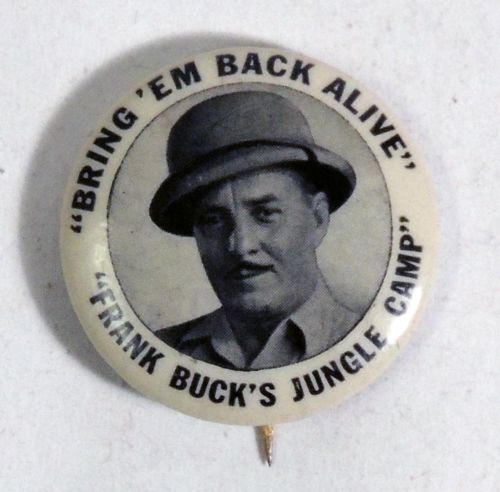 "BRING 'EM BACK ALIVE"
"FRANK BUCK'S JUNGLE CAMP"